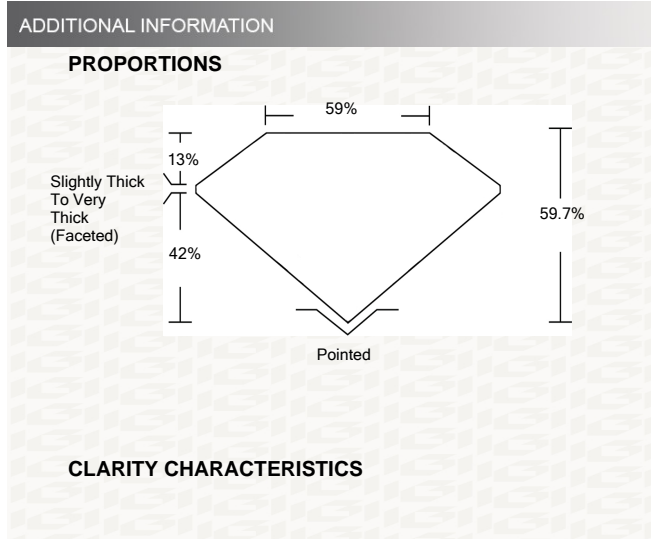 ADDITIONAL INFORMATION
PROPORTIONS
59%
13%
Slightly Thick
To Very
Thick
(Faceted)
59.7%
42%
Pointed
CLARITY CHARACTERISTICS